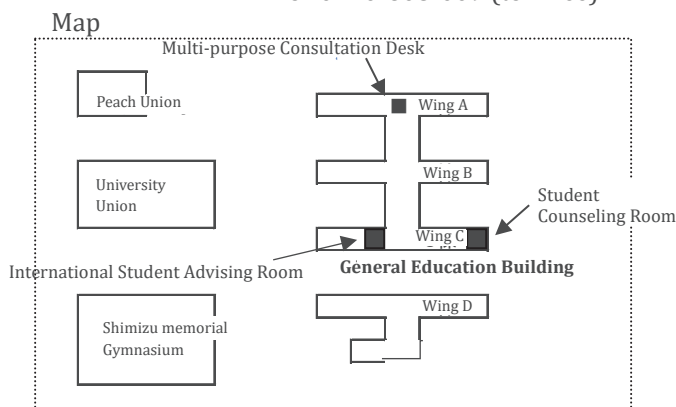 Map
Multi-purpose Consultation Desk
Peach Union
Wing A
Wing B
University
Union
Student
Counseling Room
Wing C
International Student Advising Room
General Education Building
Wing D
Shimizu memorial
Gymnasium